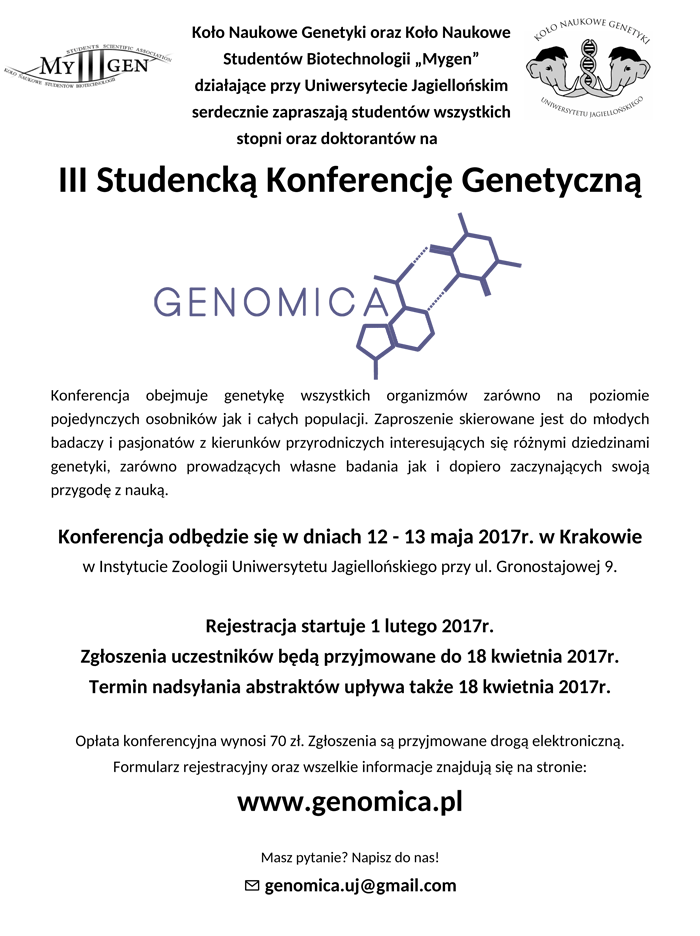 Koło Naukowe Genetyki oraz Koło Naukowe
Studentów Biotechnologii „Mygen”
działające przy Uniwersytecie Jagiellońskim
serdecznie zapraszają studentów wszystkich
stopni oraz doktorantów na
STUDENTS SCIENTIFIC ASSOCIATION
MYGEN
KOŁO NAUKOWE STUDENTÓW BIOTECHNOLOGII
KOŁO NAUKOWE GENETYKI
UNIWERSYTETU JAGIELLOŃSKIEGO
III Studencką Konferencję Genetyczną
GENOMICA
Konferencja obejmuje genetykę wszystkich organizmów zarówno na poziomie
pojedynczych osobników jak i całych populacji. Zaproszenie skierowane jest do młodych
badaczy i pasjonatów z kierunków przyrodniczych interesujących się różnymi dziedzinami
genetyki, zarówno prowadzących własne badania jak i dopiero zaczynających swoją
przygodę z nauką.
Konferencja odbędzie się w dniach 12 - 13 maja 2017r. w Krakowie
w Instytucie Zoologii Uniwersytetu Jagiellońskiego przy ul. Gronostajowej 9.
Rejestracja startuje 1 lutego 2017r.
Zgłoszenia uczestników będą przyjmowane do 18 kwietnia 2017r.
Termin nadsyłania abstraktów upływa także 18 kwietnia 2017r.
Opłata konferencyjna wynosi 70 zł. Zgłoszenia są przyjmowane drogą elektroniczną.
Formularz rejestracyjny oraz wszelkie informacje znajdują się na stronie:
www.genomica.pl
Masz pytanie? Napisz do nas!
genomica.uj@gmail.com